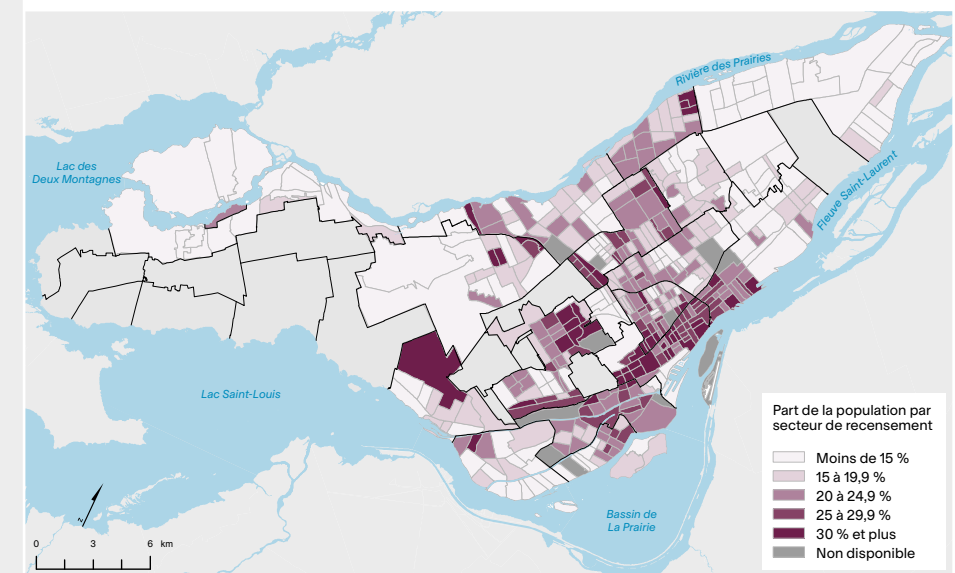 Rivière des Prairies
Lac des
Deux Montagnes
Fleuve Saint-Laurent
Lac Saint-Louis
Part de la population par
secteur de recensement
Moins de 15 %
15 à 19,9 %
20 à 24,9 %
25 à 29,9 %
30 % et plus
Non disponible
Bassin de
La Prairie
N
0 3 6 km